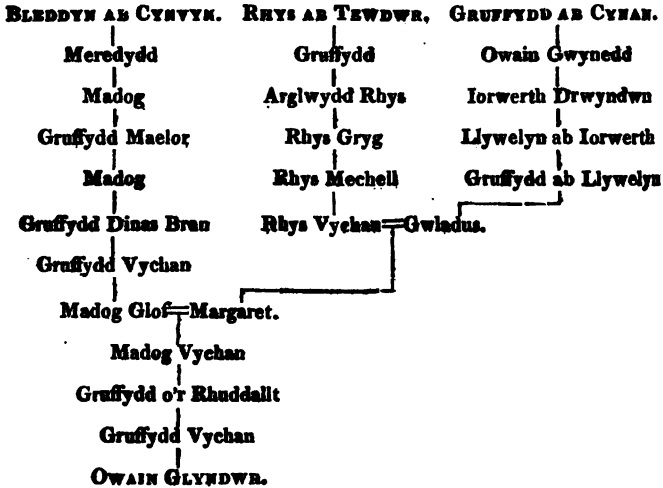 BLEDDYN AB CYNVYN. RHYS AB TEWDWR, GRUFFYDD AB CYNAN.
Meredydd Gruffydd Owain Gwynedd
Madog Arglwydd Rhys Iorwerth Drwyndwn
Gruffydd Maelor Rhys Gryg Llywelyn ab Iorwerth
Madog Rhys Mechell Gruffydd ab Llywelyn
Gruffydd Dinas Bran Rhys Vychan=Gwladus.
Gruffydd Vychan
Madog Glof=Margaret.
Madog Vychan
Gruffydd o'r Rhuddallt
Gruffydd Vychan
OWAIN GLYNDWR.